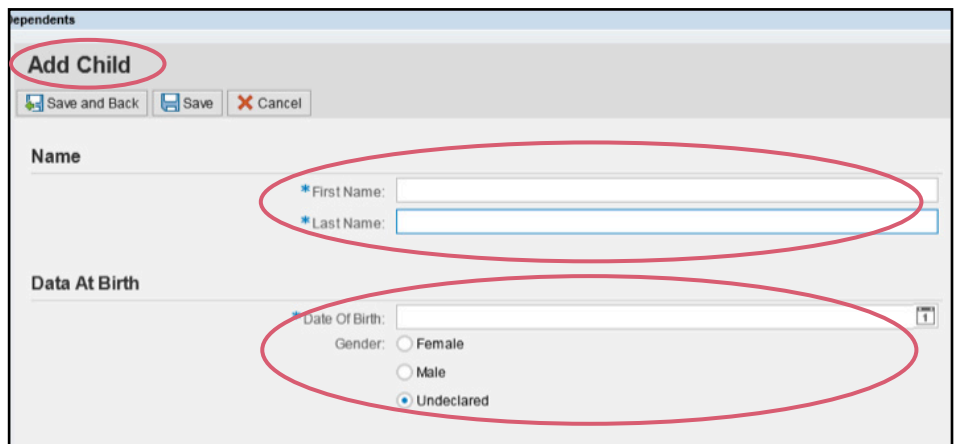 ependents
Add Child
Save and Back Save Cancel
Name
*First Name:
*Last Name:
Data At Birth
*Date Of Birth: 1
Gender: Female
Male
Undeclared